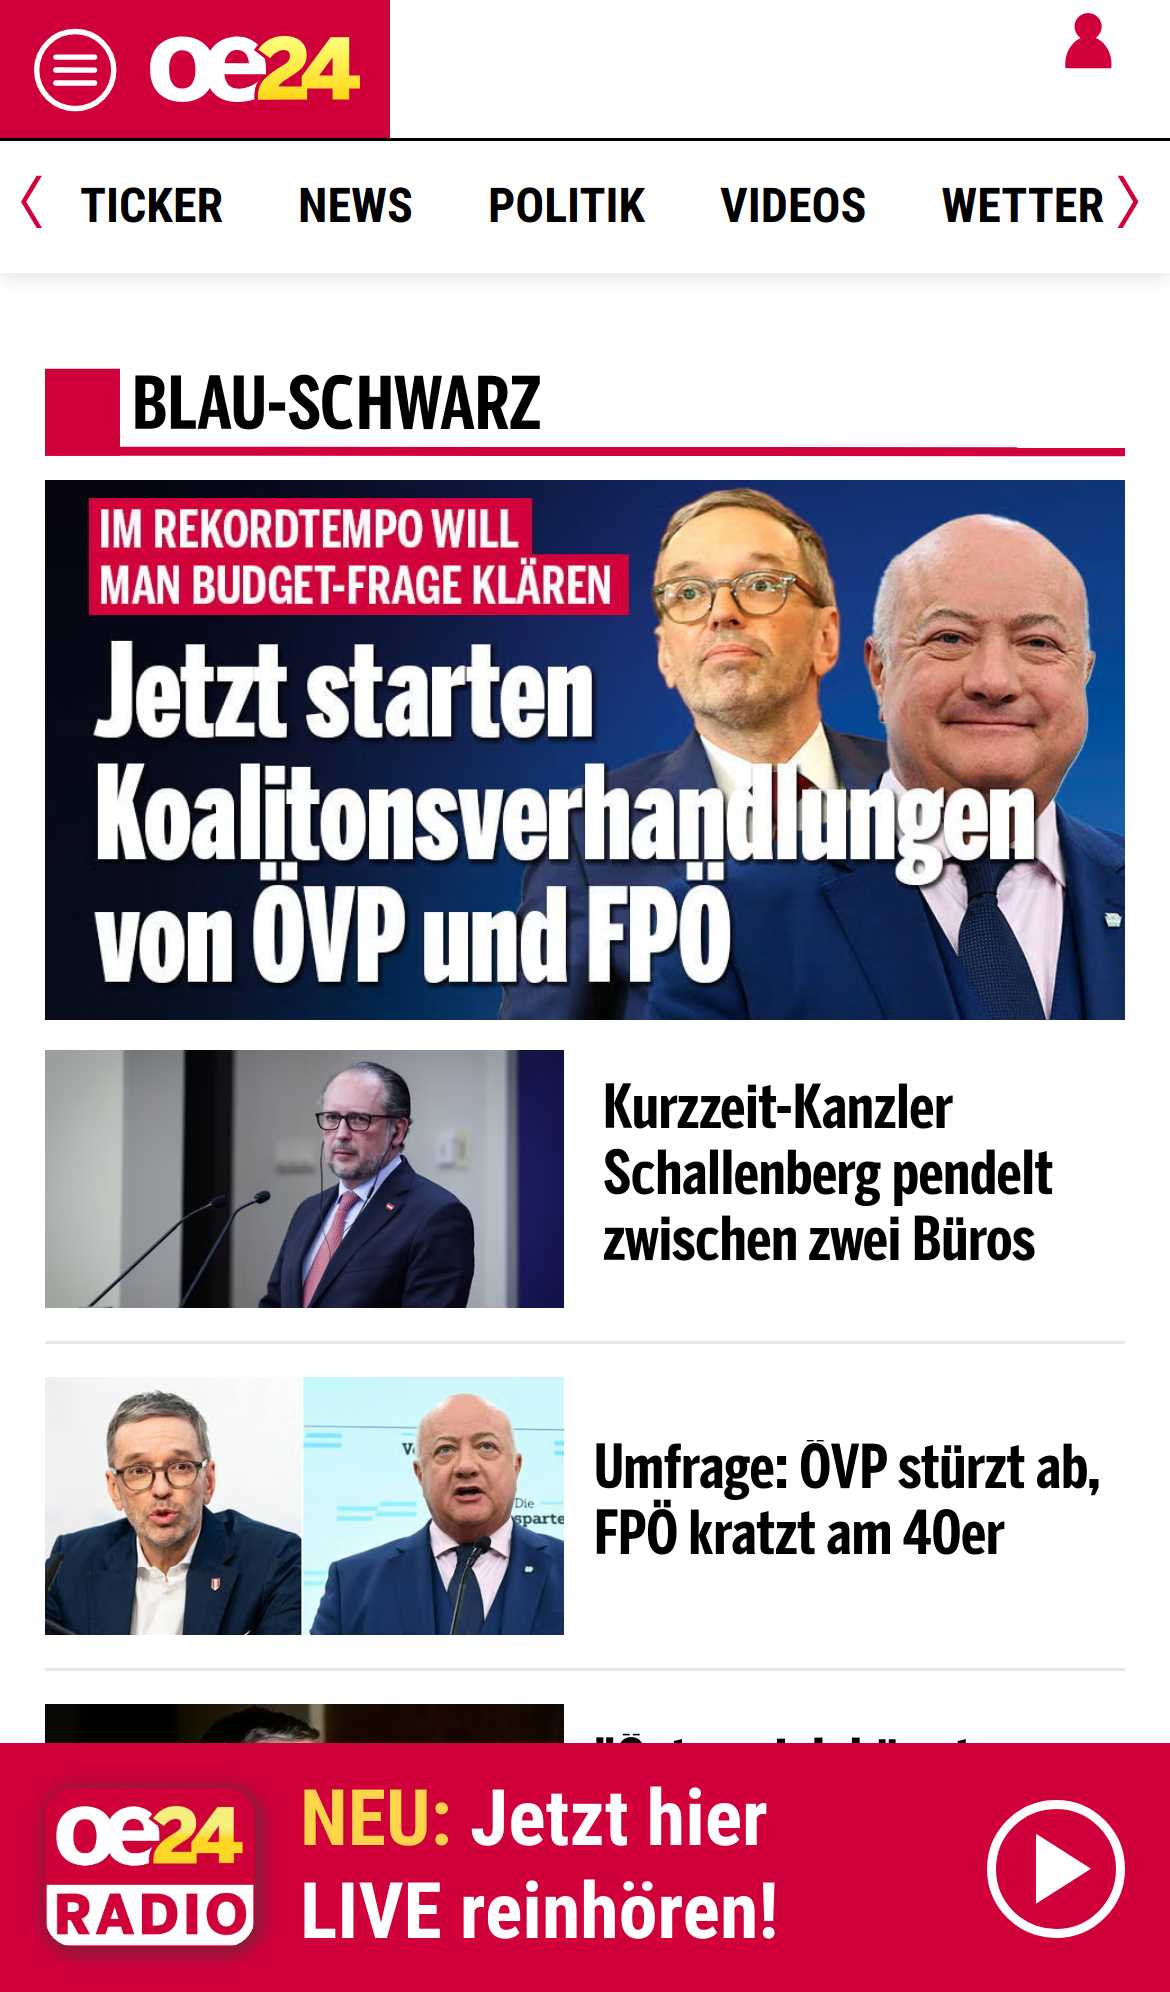 oe24
TICKER NEWS POLITIK VIDEOS WETTER
BLAU-SCHWARZ
IM REKORDTEMPO WILL
MAN BUDGET-FRAGE KLÄREN
Jetzt starten
Koalitonsverhandlungen
von ÖVP und FPÖ
Kurzzeit-Kanzler
Schallenberg pendelt
zwischen zwei Büros
Die
Umfrage: ÖVP stürzt ab,
FPÖ kratzt am 40er
oe24
RADIO
NEU: Jetzt hier
LIVE reinhören!